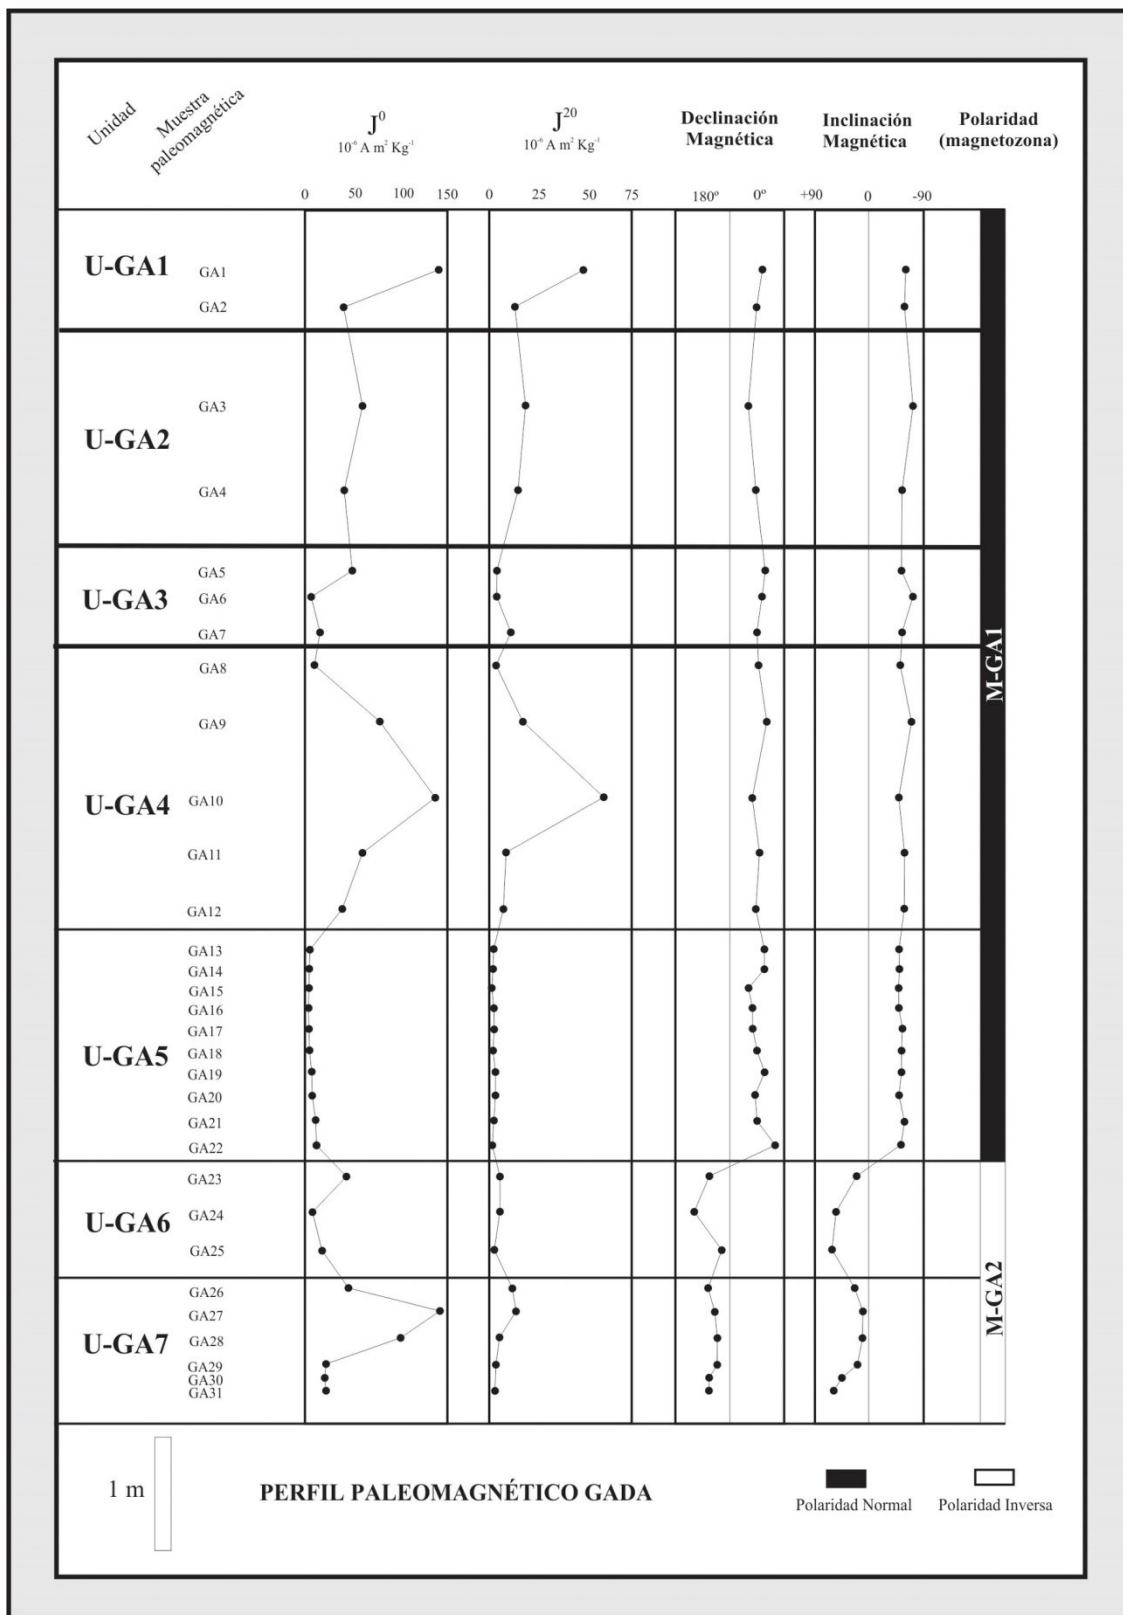 Unidad
Muestra
paleomagnética
J⁰
10⁻⁶ A m² Kg⁻¹
J²⁰
10⁻⁶ A m² Kg⁻¹
Declinación
Magnética
Inclinación
Magnética
Polaridad
(magnetozona)
0 50 100 150
0 25 50 75
180º 0º
+90 0 -90
U-GA1
GA1
GA2
U-GA2
GA3
GA4
U-GA3
GA5
GA6
GA7
U-GA4
GA8
GA9
GA10
GA11
GA12
U-GA5
GA13
GA14
GA15
GA16
GA17
GA18
GA19
GA20
GA21
GA22
U-GA6
GA23
GA24
GA25
U-GA7
GA26
GA27
GA28
GA29
GA30
GA31
M-GA1
M-GA2
1 m
PERFIL PALEOMAGNÉTICO GADA
Polaridad Normal
Polaridad Inversa